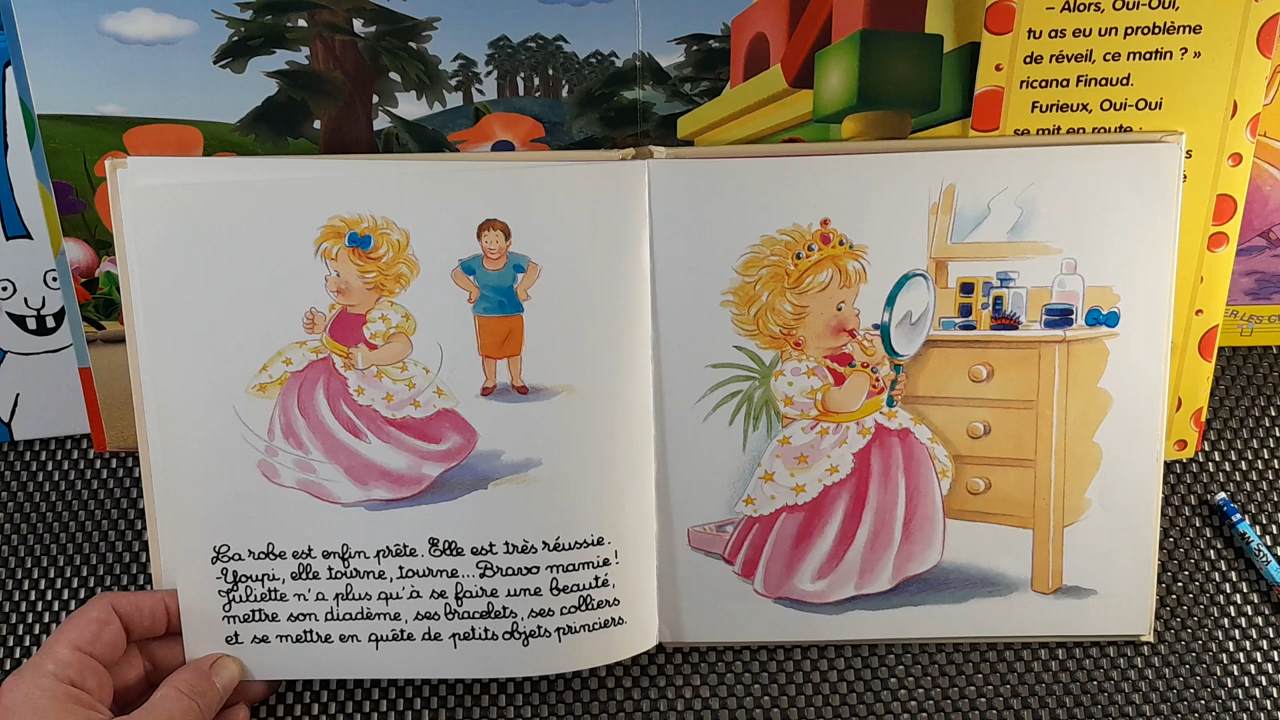 – Alors, Oui-Oui,
tu as eu un problème
de réveil, ce matin ? »
ricana Finaud.
Furieux, Oui-Oui
se mit en route :
La robe est enfin prête. Elle est très réussie.
-Youpi, elle tourne, tourne... Bravo mamie !
Juliette n'a plus qu'à se faire une beauté,
mettre son diadème, ses bracelets, ses colliers
et se mettre en quête de petits objets princiers.